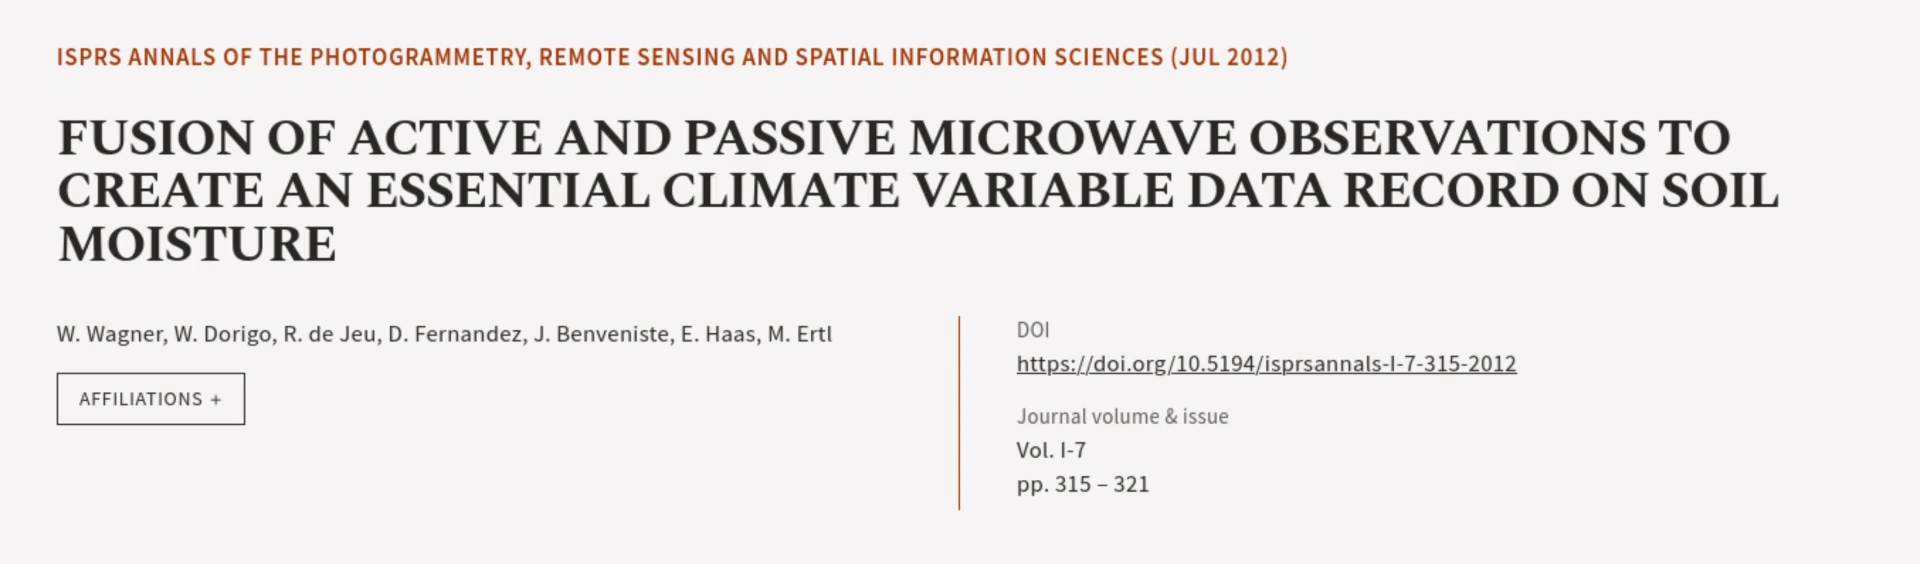 ISPRS ANNALS OF THE PHOTOGRAMMETRY, REMOTE SENSING AND SPATIAL INFORMATION SCIENCES (JUL 2012)
FUSION OF ACTIVE AND PASSIVE MICROWAVE OBSERVATIONS TO
CREATE AN ESSENTIAL CLIMATE VARIABLE DATA RECORD ON SOIL
MOISTURE
W. Wagner, W. Dorigo, R. de Jeu, D. Fernandez, J. Benveniste, E. Haas, M. Ertl
AFFILIATIONS +
DOI
https://doi.org/10.5194/isprsannals-I-7-315-2012
Journal volume & issue
Vol. I-7
pp. 315 – 321